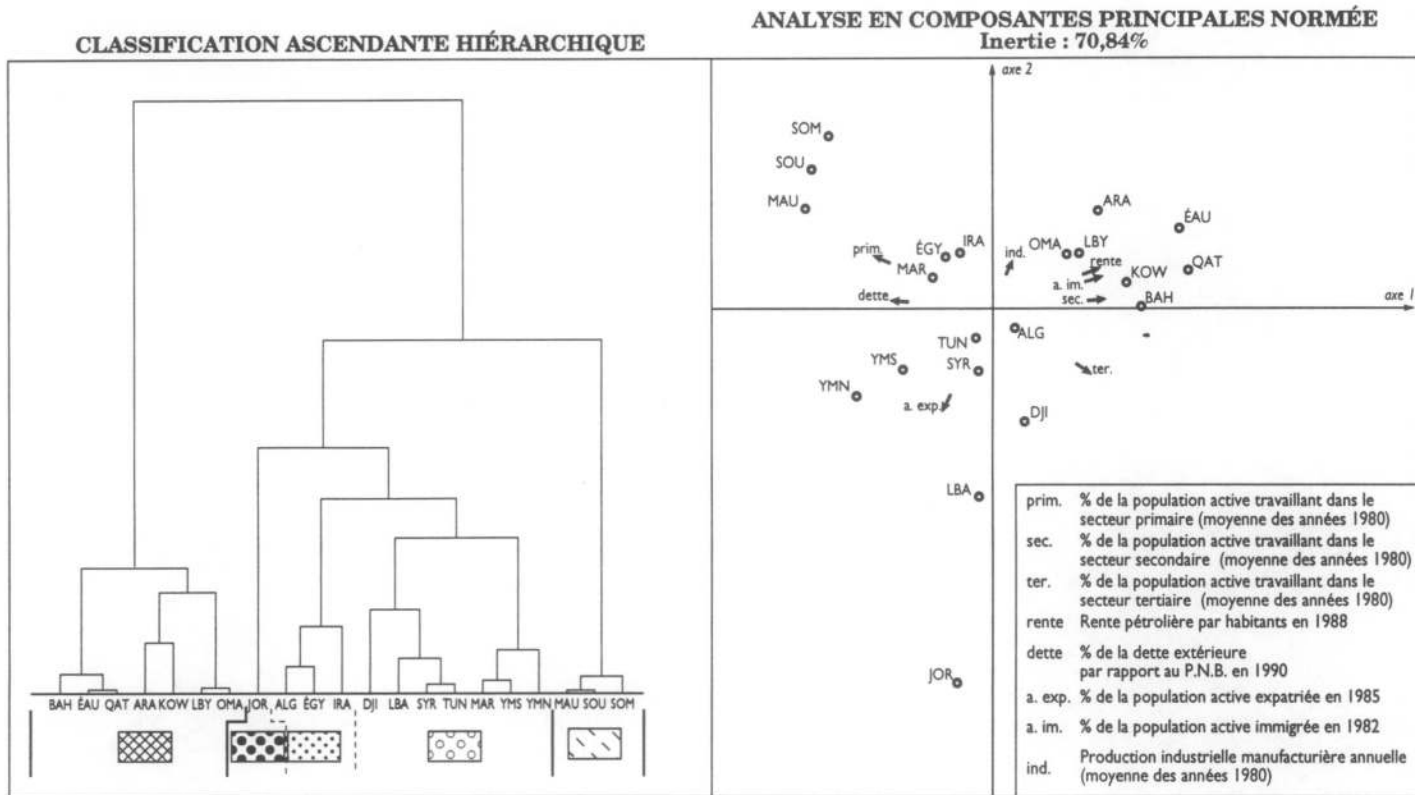 CLASSIFICATION ASCENDANTE HIÉRARCHIQUE
BAH ÉAU QAT ARA KOW LBY OMA JOR ALG ÉGY IRA DJI LBA SYR TUN MAR YMS YMN MAU SOU SOM
ANALYSE EN COMPOSANTES PRINCIPALES NORMÉE
Inertie : 70,84%
axe 2
SOM
SOU
MAU
ARA
ÉAU
prim.
ÉGY
IRA
ind.
OMA
LBY
rente
QAT
MAR
a. im.
KOW
dette
sec.
BAH
axe 1
TUN
ALG
YMS
SYR
ter.
YMN
a. exp.
DJI
LBA
JOR
prim. % de la population active travaillant dans le
secteur primaire (moyenne des années 1980)
sec. % de la population active travaillant dans le
secteur secondaire (moyenne des années 1980)
ter. % de la population active travaillant dans le
secteur tertiaire (moyenne des années 1980)
rente Rente pétrolière par habitants en 1988
dette % de la dette extérieure
par rapport au P.N.B. en 1990
a. exp. % de la population active expatriée en 1985
a. im. % de la population active immigrée en 1982
ind. Production industrielle manufacturière annuelle
(moyenne des années 1980)